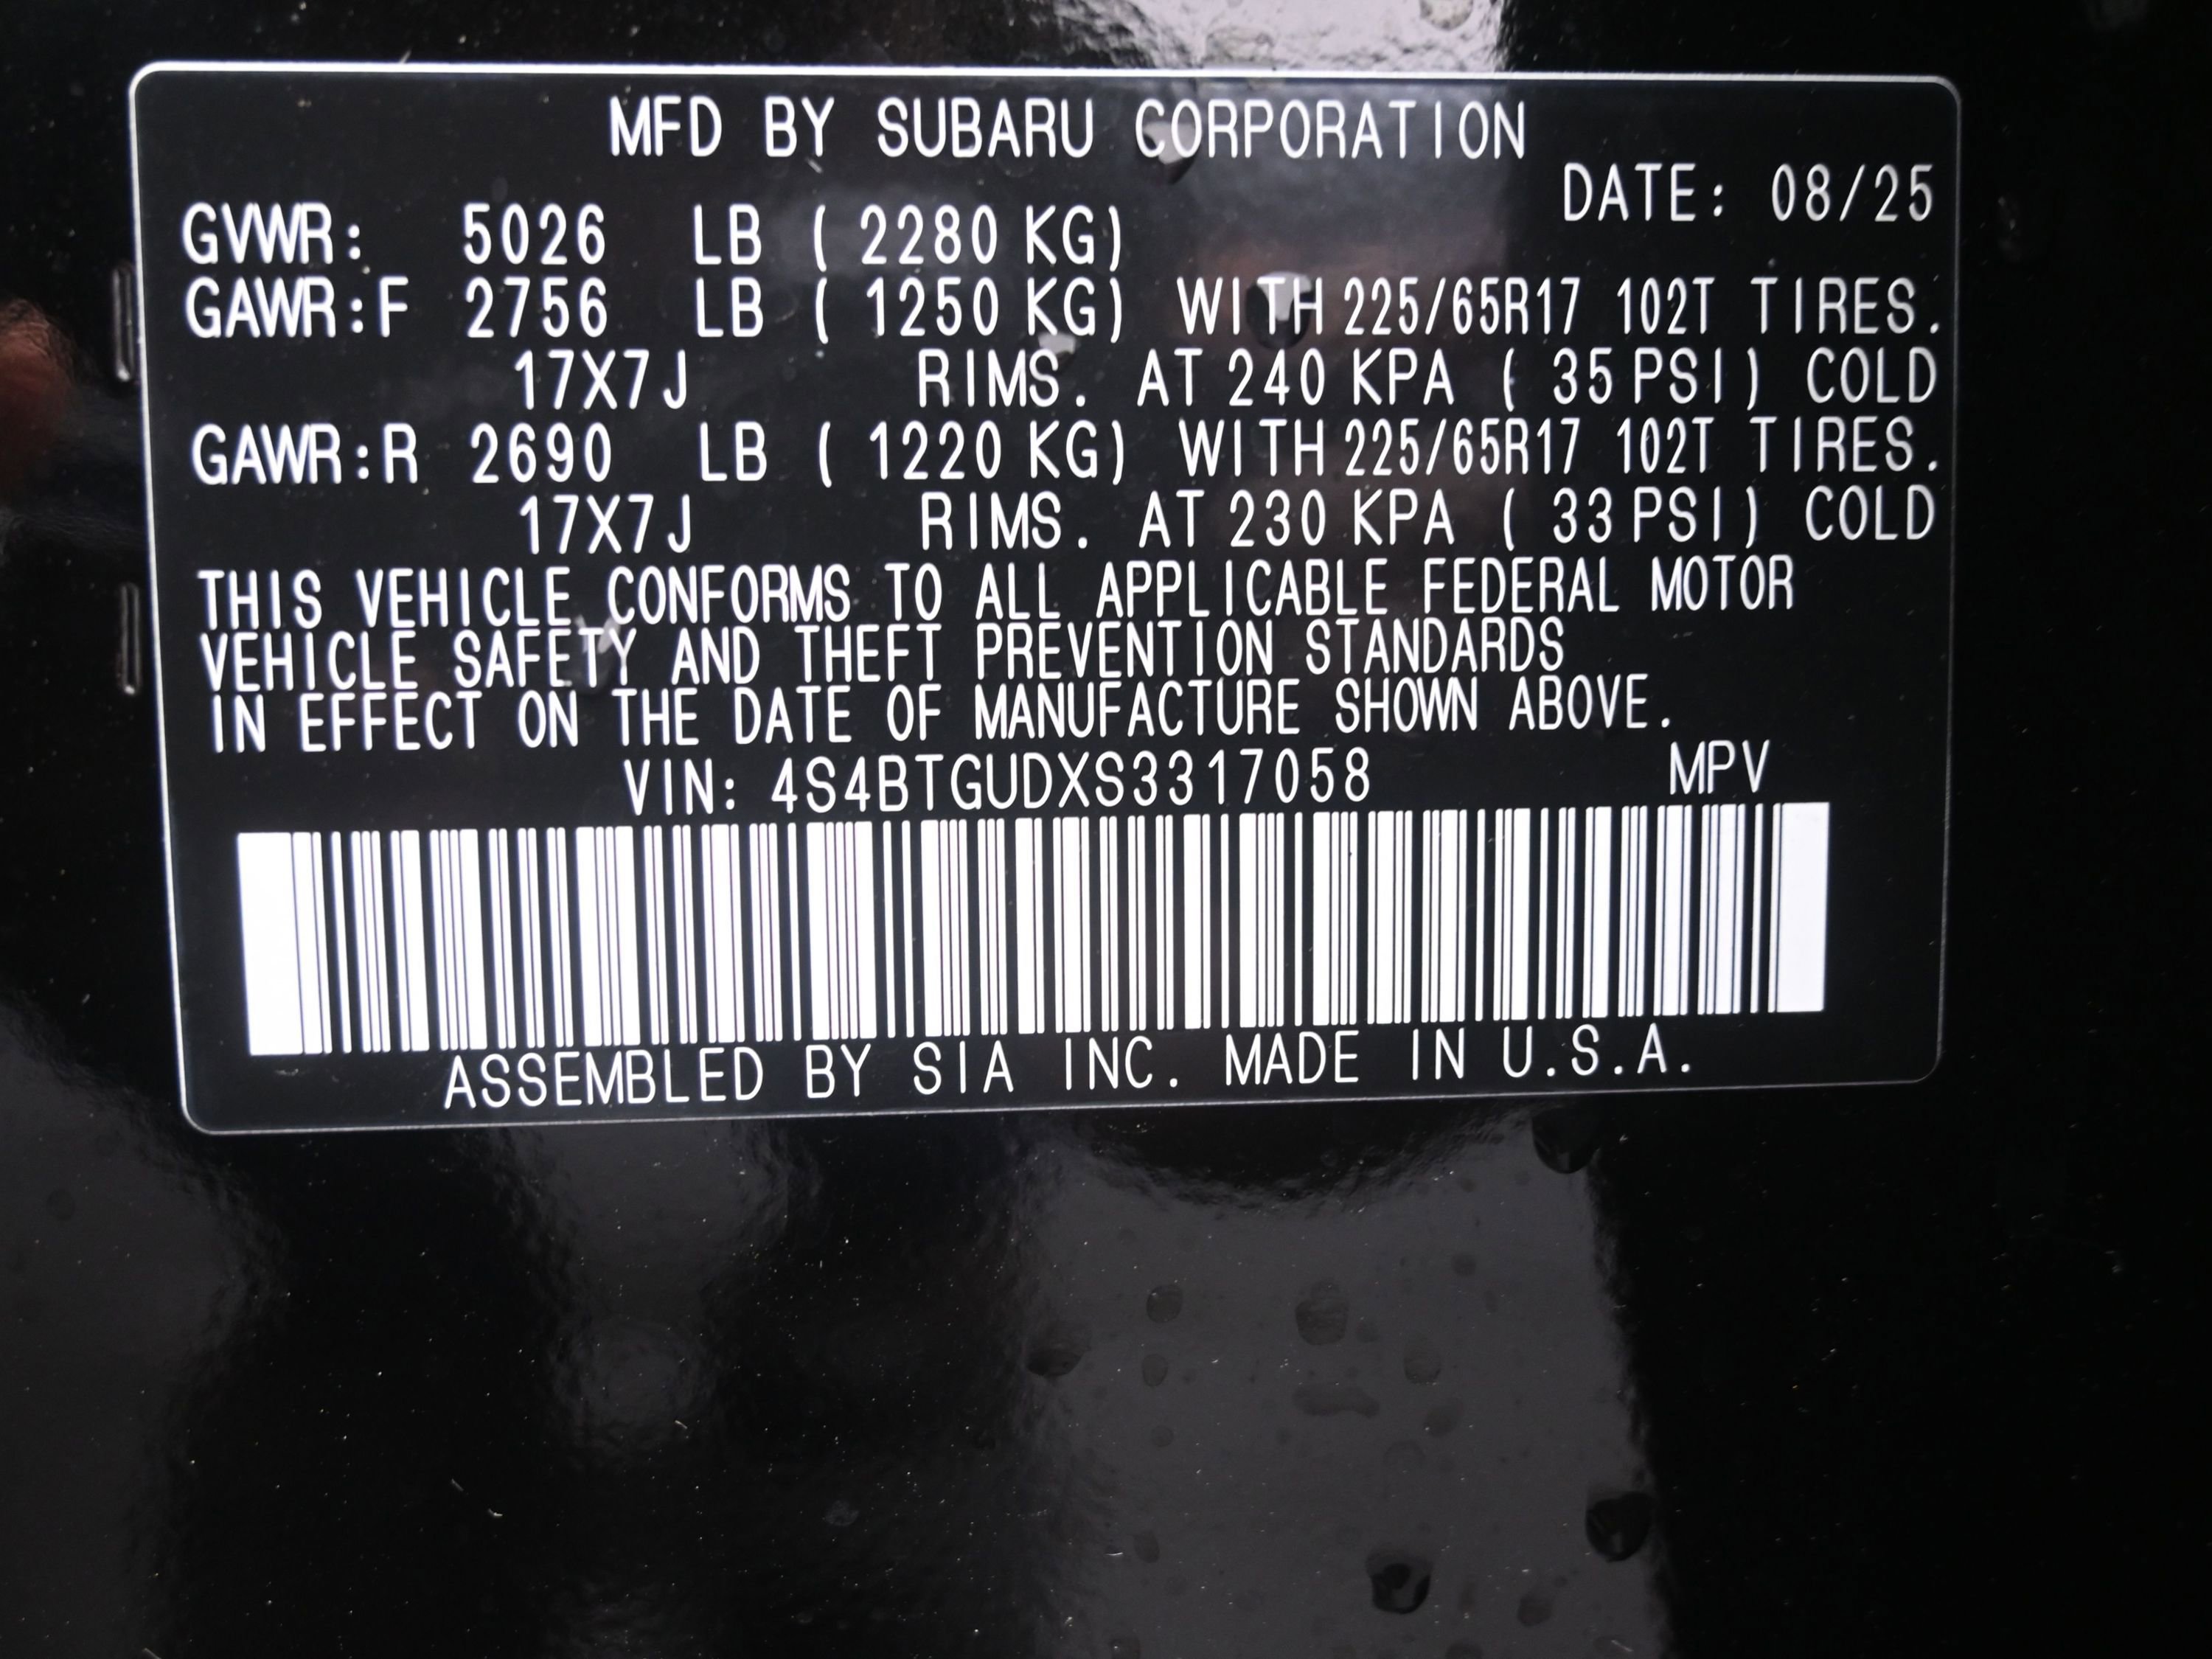 MFD BY SUBARU CORPORATION
DATE: 08/25
GVWR: 5026 LB ( 2280 KG)
GAWR:F 2756 LB ( 1250 KG) WITH 225/65R17 102T TIRES.
17X7J RIMS. AT 240 KPA ( 35 PSI) COLD
GAWR:R 2690 LB ( 1220 KG) WITH 225/65R17 102T TIRES.
17X7J RIMS. AT 230 KPA ( 33 PSI) COLD
THIS VEHICLE CONFORMS TO ALL APPLICABLE FEDERAL MOTOR
VEHICLE SAFETY AND THEFT PREVENTION STANDARDS
IN EFFECT ON THE DATE OF MANUFACTURE SHOWN ABOVE.
VIN: 4S4BTGUDXS3317058 MPV
ASSEMBLED BY SIA INC. MADE IN U.S.A.